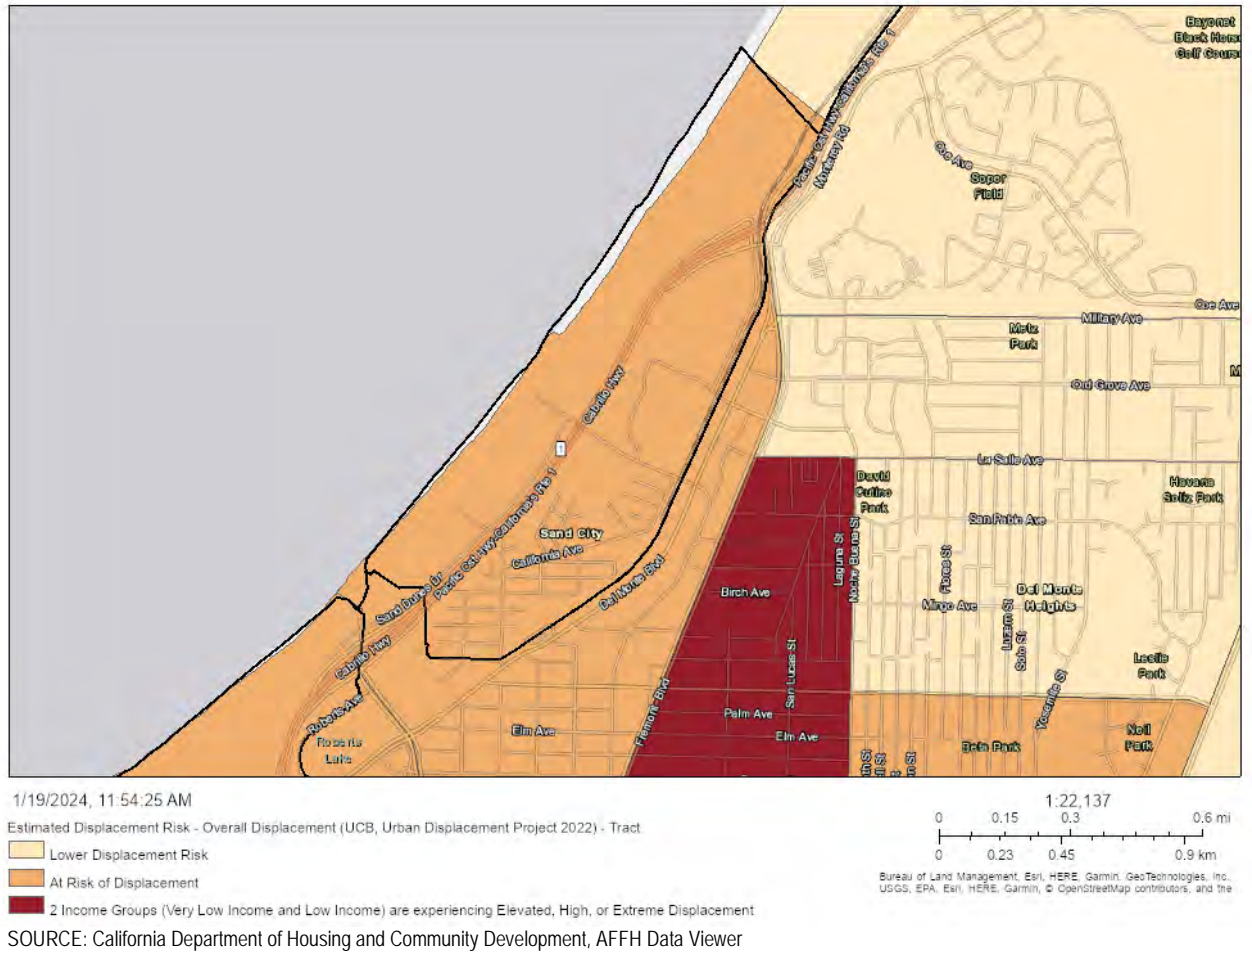 Bayonet
Black Horse
Golf Course
Pacific Cst Hwy-California's Rte 1
Monterey Rd
Coe Ave
Soper
Field
Coe Ave
Military Ave
Metz
Park
M
Ord Grove Ave
Cabrillo Hwy
1
La Salle Ave
David
Cutino
Park
Havana
Soliz Park
San Pablo Ave
Pacific Cst Hwy-California's Rte 1
Sand City
California Ave
Laguna St
Noche Buena St
Flores St
Sand Dunes Dr
Del Monte Blvd
Birch Ave
Mingo Ave
Del Monte
Heights
Luzern St
Soto St
Cabrillo Hwy
San Lucas St
Leslie
Park
Yosemite St
Roberts Ave
Fremont Blvd
Palm Ave
Elm Ave
Elm Ave
Roberts
Lake
Beta Park
Neil
Park
1/19/2024, 11:54:25 AM
1:22,137
0 0.15 0.3 0.6 mi
0 0.23 0.45 0.9 km
Estimated Displacement Risk - Overall Displacement (UCB, Urban Displacement Project 2022) - Tract
Lower Displacement Risk
At Risk of Displacement
2 Income Groups (Very Low Income and Low Income) are experiencing Elevated, High, or Extreme Displacement
Bureau of Land Management, Esri, HERE, Garmin, GeoTechnologies, Inc.,
USGS, EPA, Esri, HERE, Garmin, © OpenStreetMap contributors, and the
SOURCE: California Department of Housing and Community Development, AFFH Data Viewer